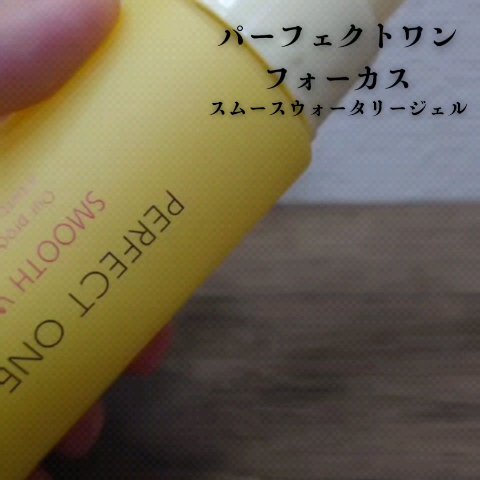 パーフェクトワン
フォーカス
スムースウォータリージェル
PERFECT ONE
SMOOTH
Our